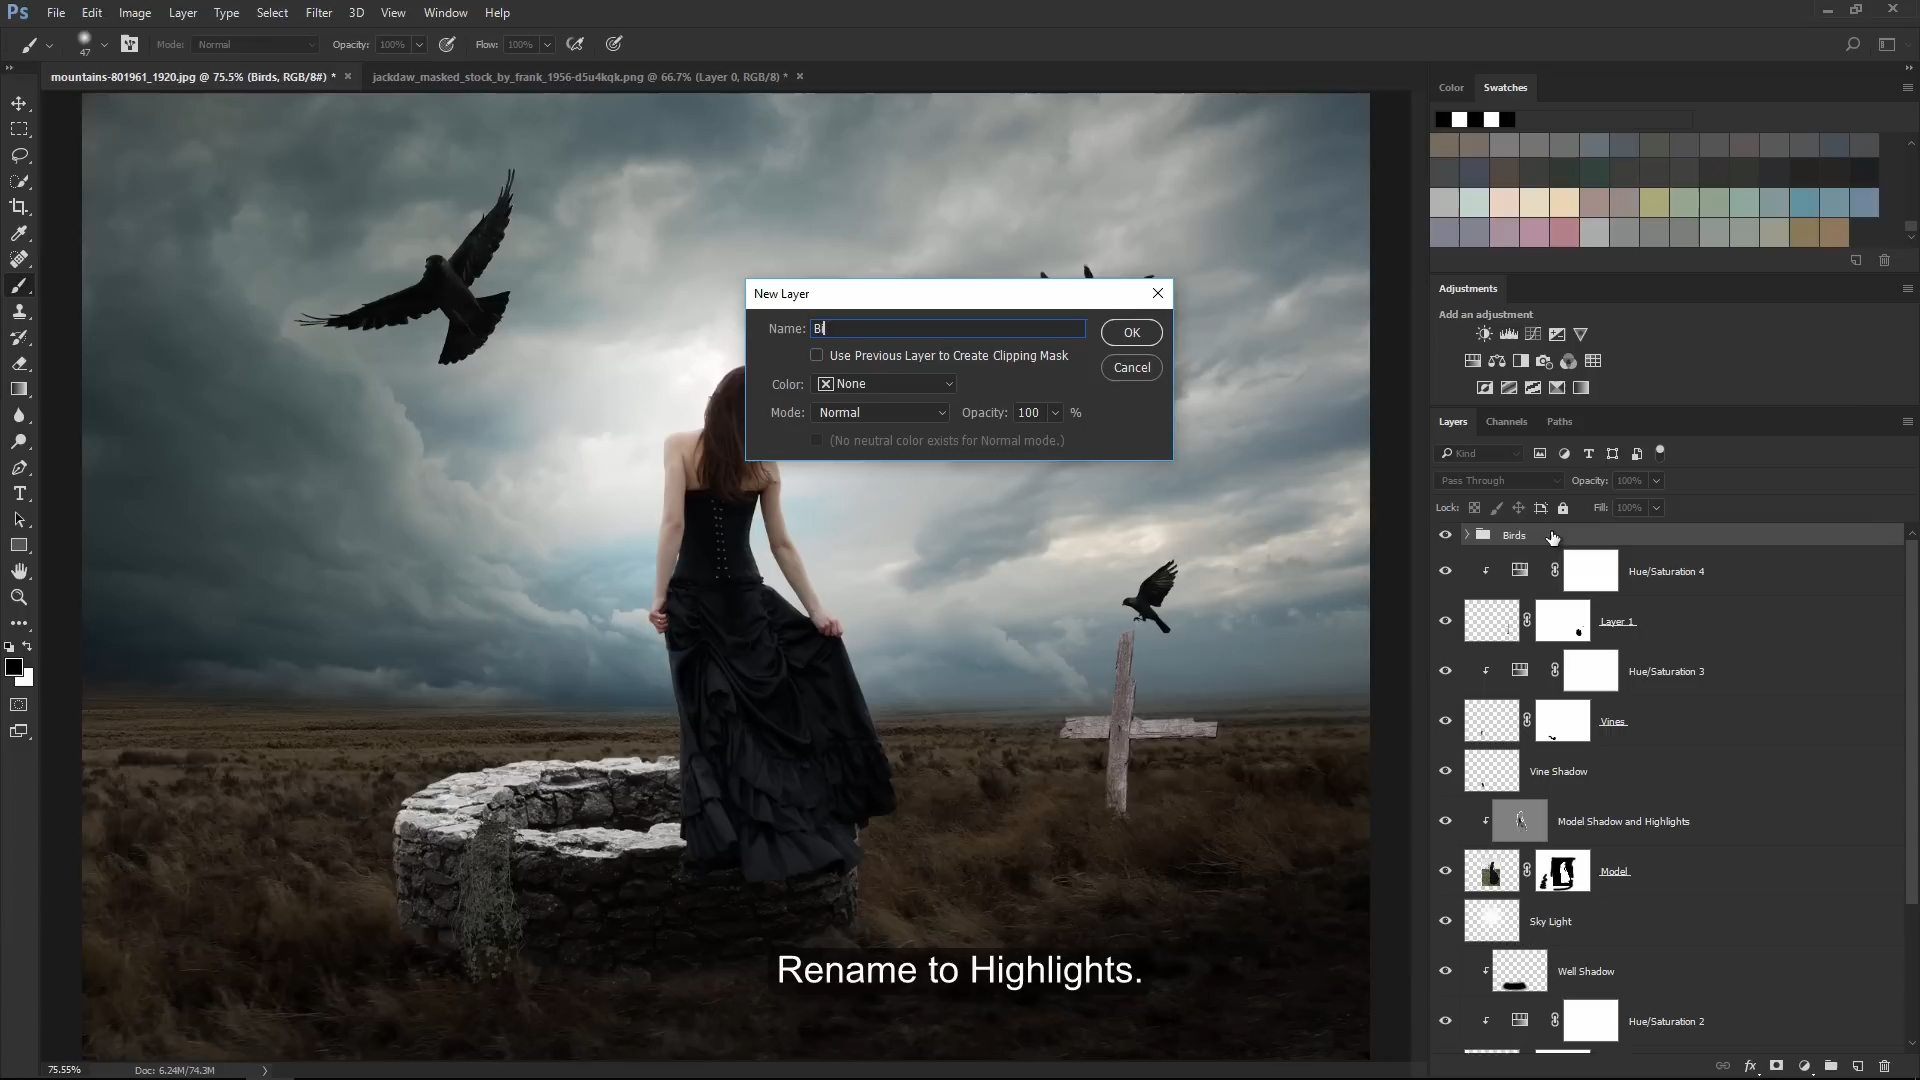 Ps File Edit Image Layer Type Select Filter 3D View Window Help
47 Mode: Normal Opacity: 100% Flow: 100%
mountains-801961_1920.jpg @ 75.5% (Birds, RGB/8#) * × jackdaw_masked_stock_by_frank_1956-d5u4kqk.png @ 66.7% (Layer 0, RGB/8) * ×
Color Swatches
Adjustments
Add an adjustment
New Layer
Name: Bi
OK
Use Previous Layer to Create Clipping Mask
Cancel
Color: None
Mode: Normal Opacity: 100 %
(No neutral color exists for Normal mode.)
Layers Channels Paths
Kind
Pass Through Opacity: 100%
Lock: Fill: 100%
Birds
Hue/Saturation 4
Layer 1
Hue/Saturation 3
Vines
Vine Shadow
Model Shadow and Highlights
Model
Sky Light
Well Shadow
Hue/Saturation 2
Rename to Highlights.
75.55% Doc: 6.24M/74.3M
fx